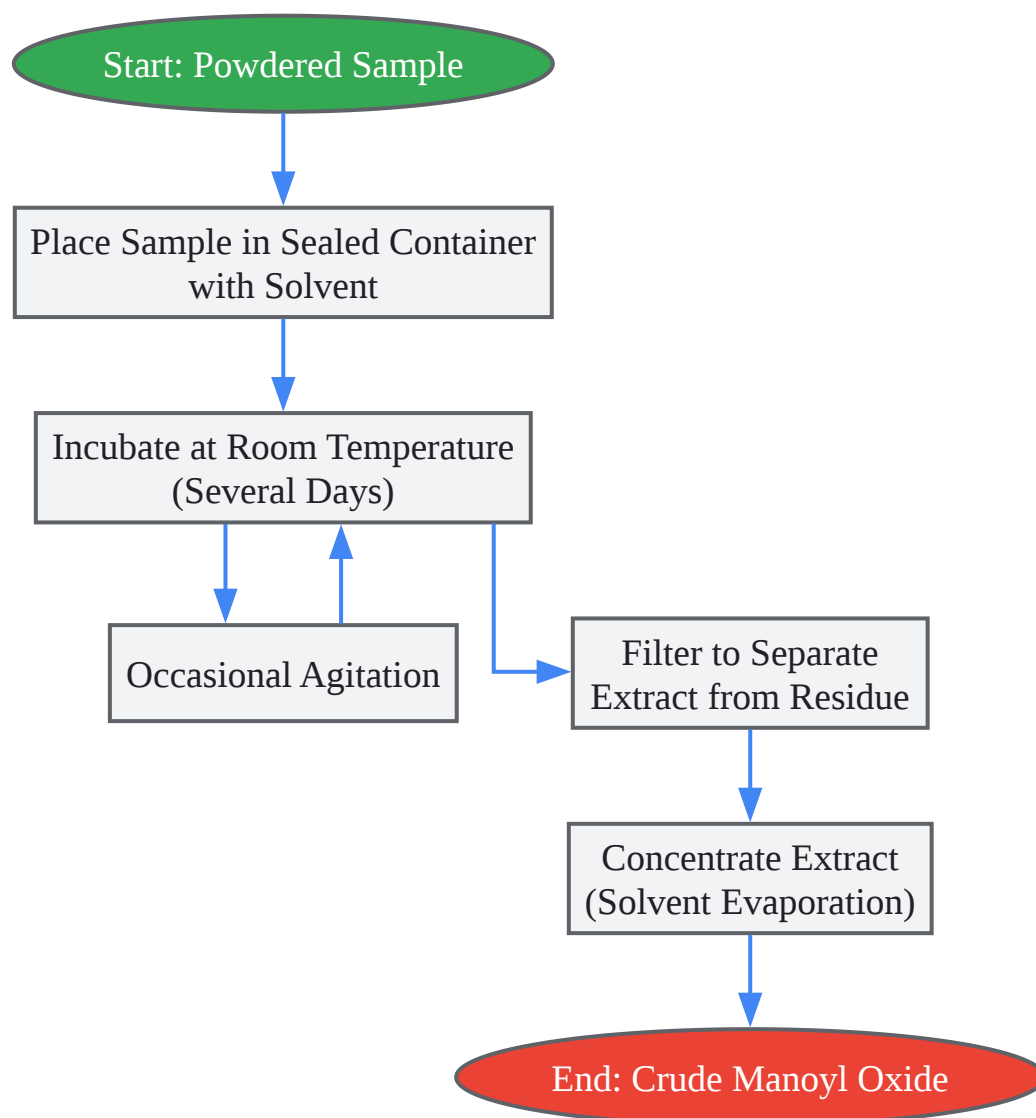 Start: Powdered Sample
Place Sample in Sealed Container
with Solvent
Incubate at Room Temperature
(Several Days)
Occasional Agitation
Filter to Separate
Extract from Residue
Concentrate Extract
(Solvent Evaporation)
End: Crude Manoyl Oxide